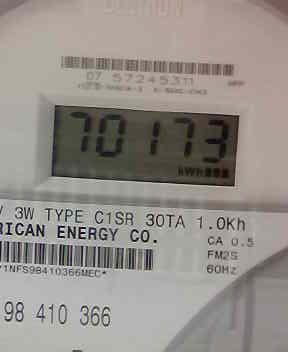 07 57245311
70173
kWh
V 3W TYPE C1SR 30TA 1.0Kh
RICAN ENERGY CO.
CA 0.5
FM2S
60Hz
*1NFS98410366MEC*
98 410 366